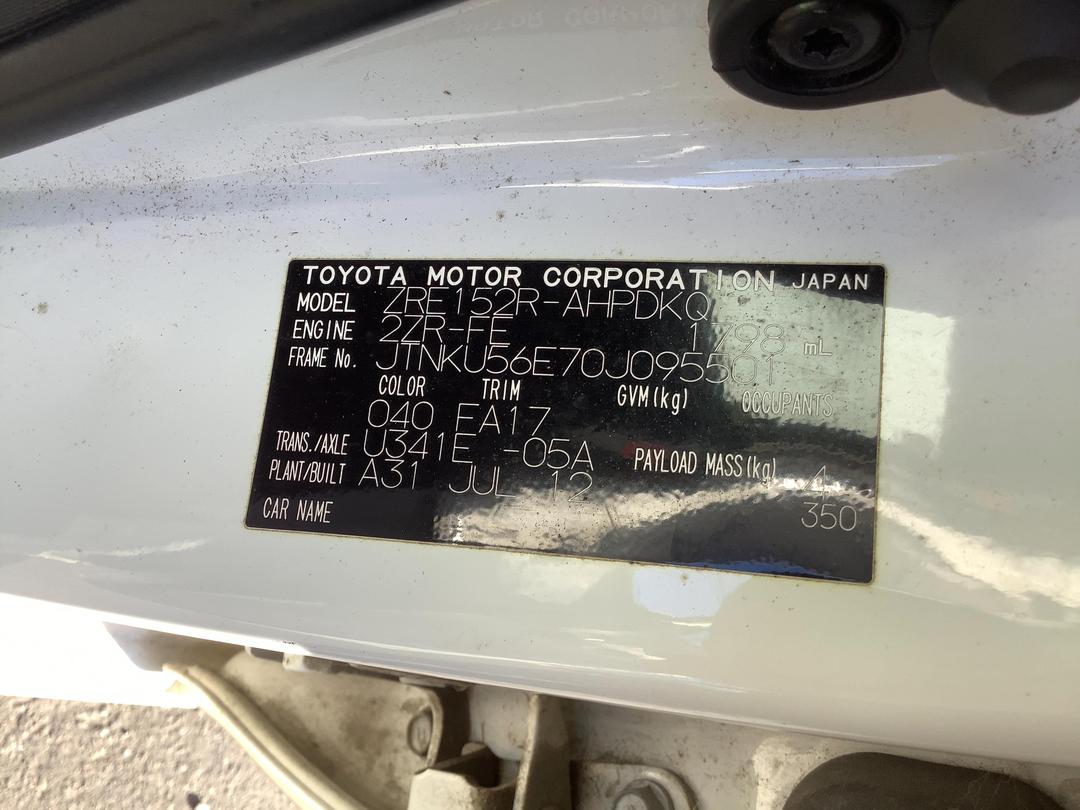 TOYOTA MOTOR CORPORATION JAPAN
MODEL ZRE152R-AHPDKQ
ENGINE 2ZR-FE 1798 mL
FRAME No. JTNKU56E70J095501
COLOR TRIM GVM(kg) OCCUPANTS
040 FA17
TRANS./AXLE U341E -05A PAYLOAD MASS(kg) 4
PLANT/BUILT A31 JUL 12
350
CAR NAME